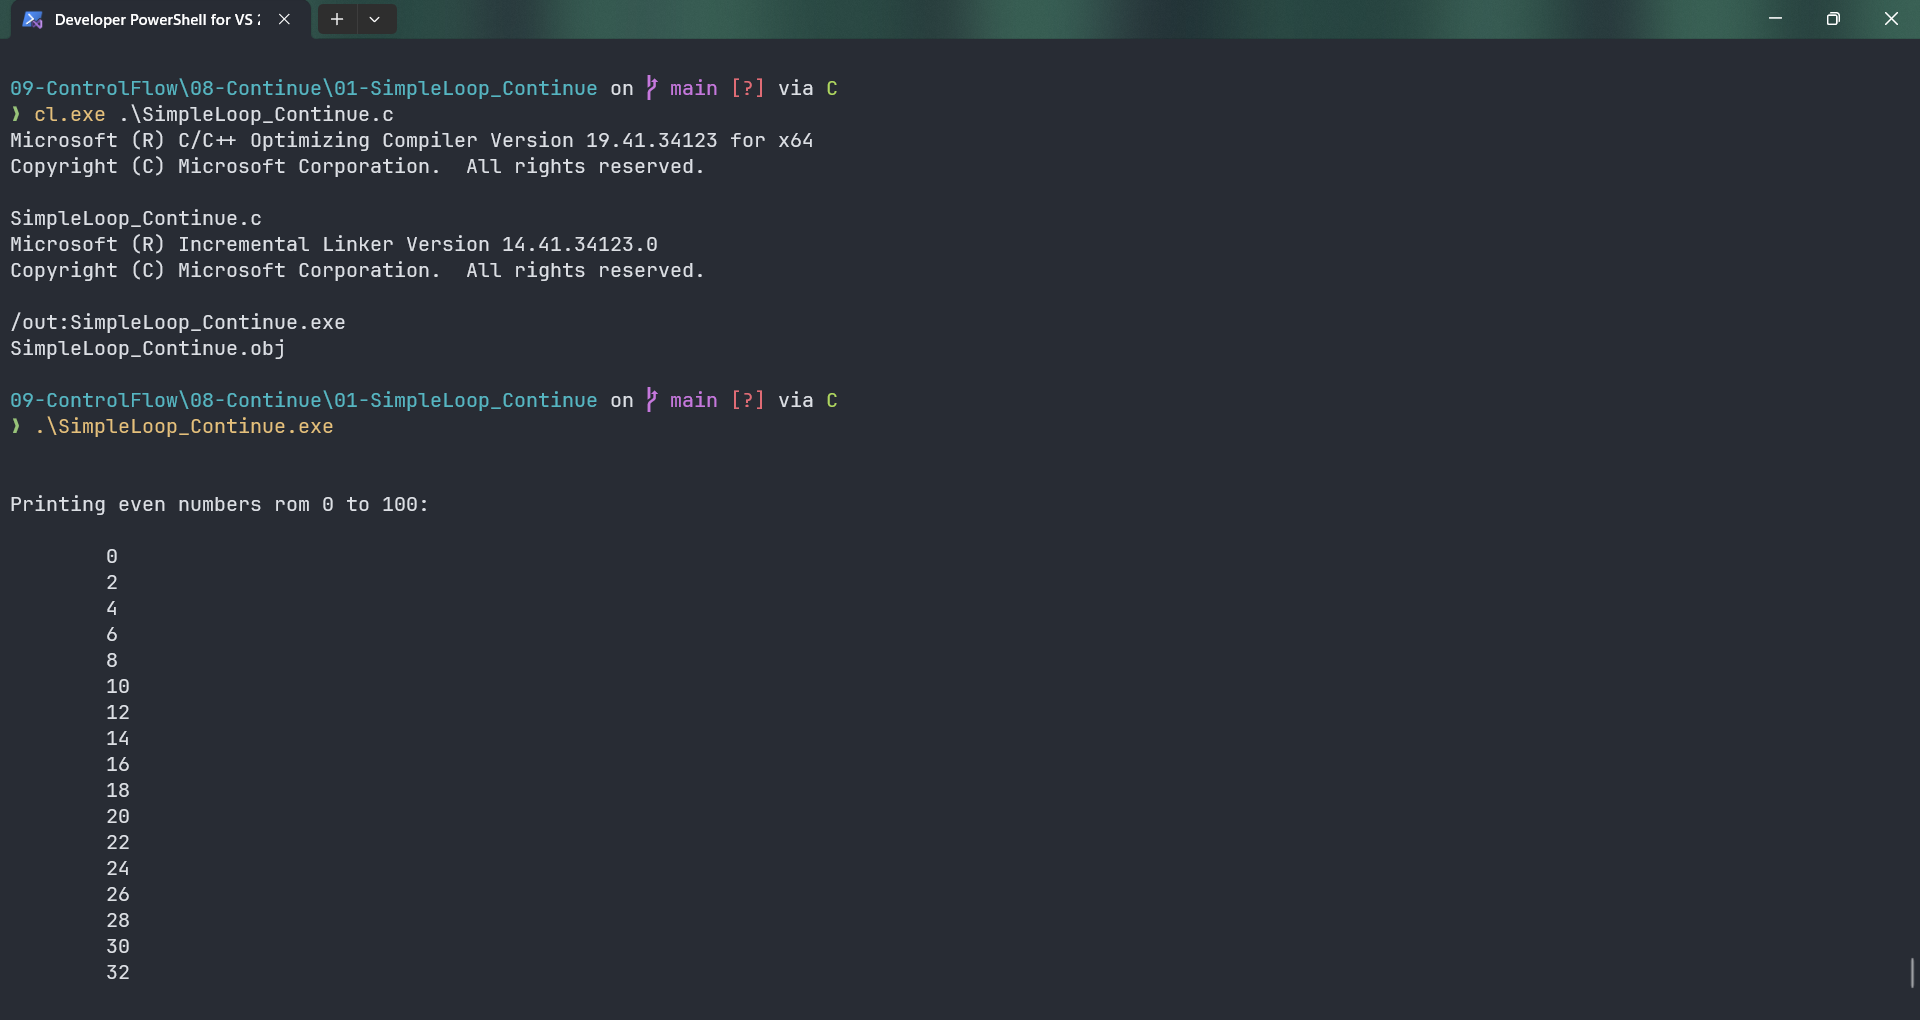 Developer PowerShell for VS 2
09-ControlFlow\08-Continue\01-SimpleLoop_Continue on main [?] via C
❯ cl.exe .\SimpleLoop_Continue.c
Microsoft (R) C/C++ Optimizing Compiler Version 19.41.34123 for x64
Copyright (C) Microsoft Corporation.  All rights reserved.
SimpleLoop_Continue.c
Microsoft (R) Incremental Linker Version 14.41.34123.0
Copyright (C) Microsoft Corporation.  All rights reserved.
/out:SimpleLoop_Continue.exe
SimpleLoop_Continue.obj
09-ControlFlow\08-Continue\01-SimpleLoop_Continue on main [?] via C
❯ .\SimpleLoop_Continue.exe
Printing even numbers rom 0 to 100:
0
2
4
6
8
10
12
14
16
18
20
22
24
26
28
30
32